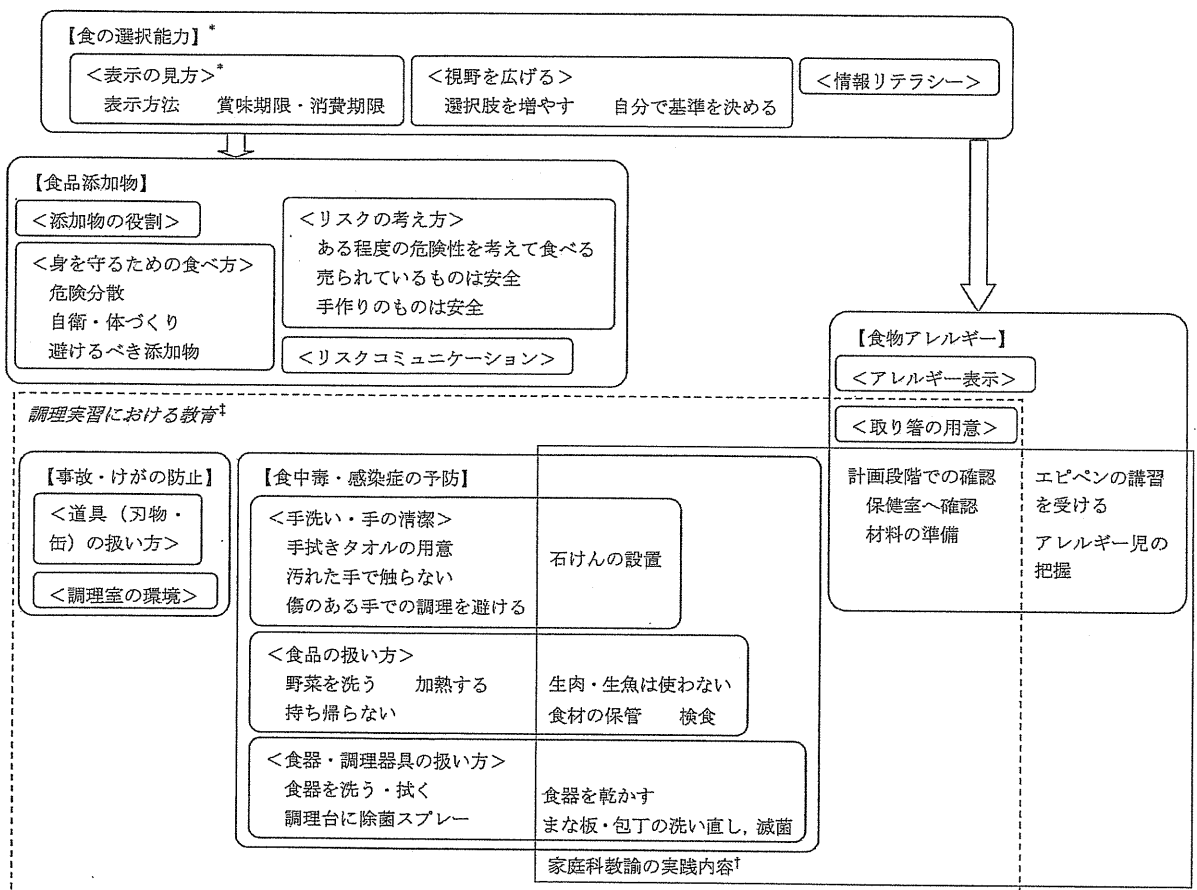 【食の選択能力】*
<表示の見方>*
表示方法　賞味期限・消費期限
<視野を広げる>
選択肢を増やす　自分で基準を決める
<情報リテラシー>
【食品添加物】
<添加物の役割>
<身を守るための食べ方>
危険分散
自衛・体づくり
避けるべき添加物
<リスクの考え方>
ある程度の危険性を考えて食べる
売られているものは安全
手作りのものは安全
<リスクコミュニケーション>
【食物アレルギー】
<アレルギー表示>
<取り箸の用意>
計画段階での確認
保健室へ確認
材料の準備
エピペンの講習
を受ける
アレルギー児の
把握
調理実習における教育‡
【事故・けがの防止】
<道具（刃物・
缶）の扱い方>
<調理室の環境>
【食中毒・感染症の予防】
<手洗い・手の清潔>
手拭きタオルの用意
汚れた手で触らない
傷のある手での調理を避ける
石けんの設置
<食品の扱い方>
野菜を洗う　加熱する
持ち帰らない
生肉・生魚は使わない
食材の保管　検食
<食器・調理器具の扱い方>
食器を洗う・拭く
調理台に除菌スプレー
食器を乾かす
まな板・包丁の洗い直し，滅菌
家庭科教諭の実践内容†